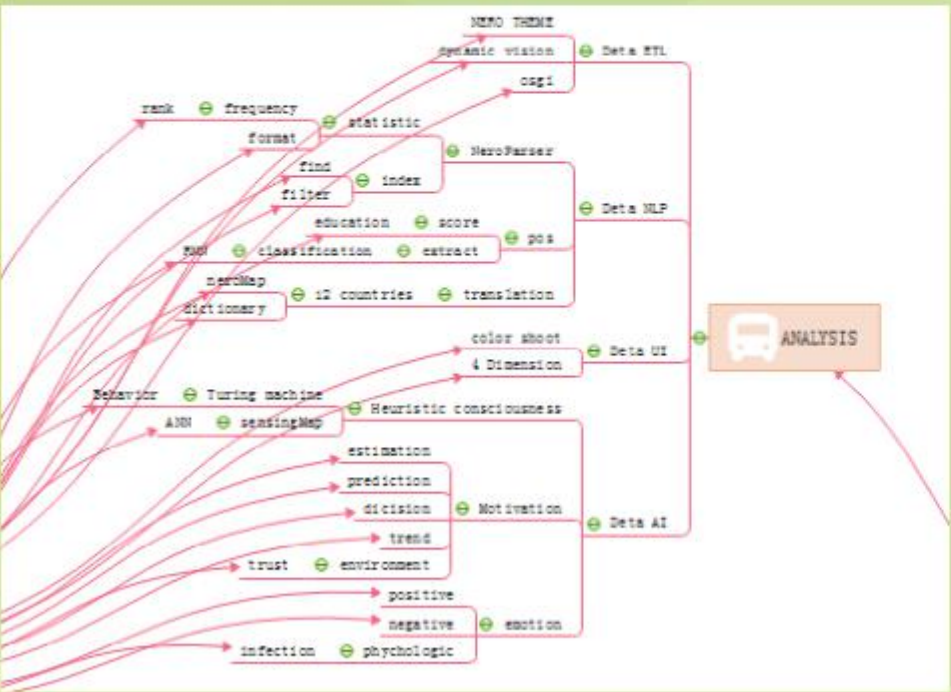 NERO THEME
dynamic vision
Deta ETL
osgi
rank
frequency
statistic
format
NeroParser
find
index
filter
Deta NLP
education
score
pos
classification
extract
neroMap
12 countries
translation
dictionary
color shoot
ANALYSIS
Deta UI
4 Dimension
Behavior
Turing machine
Heuristic consciousness
ANN
sensingMap
estimation
prediction
dicision
Motivation
Deta AI
trend
trust
environment
positive
negative
emotion
infection
phychologic